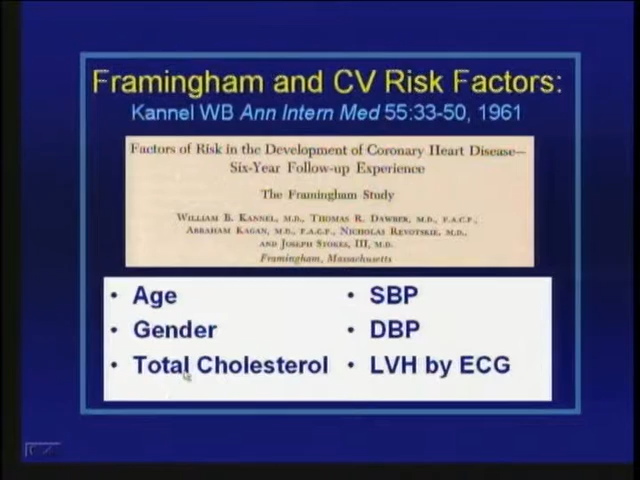 Framingham and CV Risk Factors:
Kannel WB Ann Intern Med 55:33-50, 1961
Factors of Risk in the Development of Coronary Heart Disease—
Six-Year Follow-up Experience
The Framingham Study
WILLIAM B. KANNEL, M.D., THOMAS R. DAWBER, M.D., F.A.C.P.,
ABRAHAM KAGAN, M.D., F.A.C.P., NICHOLAS REVOTSKIE, M.D.,
AND JOSEPH STOKES, III, M.D.
Framingham, Massachusetts
• Age
• Gender
• Total Cholesterol
• SBP
• DBP
• LVH by ECG